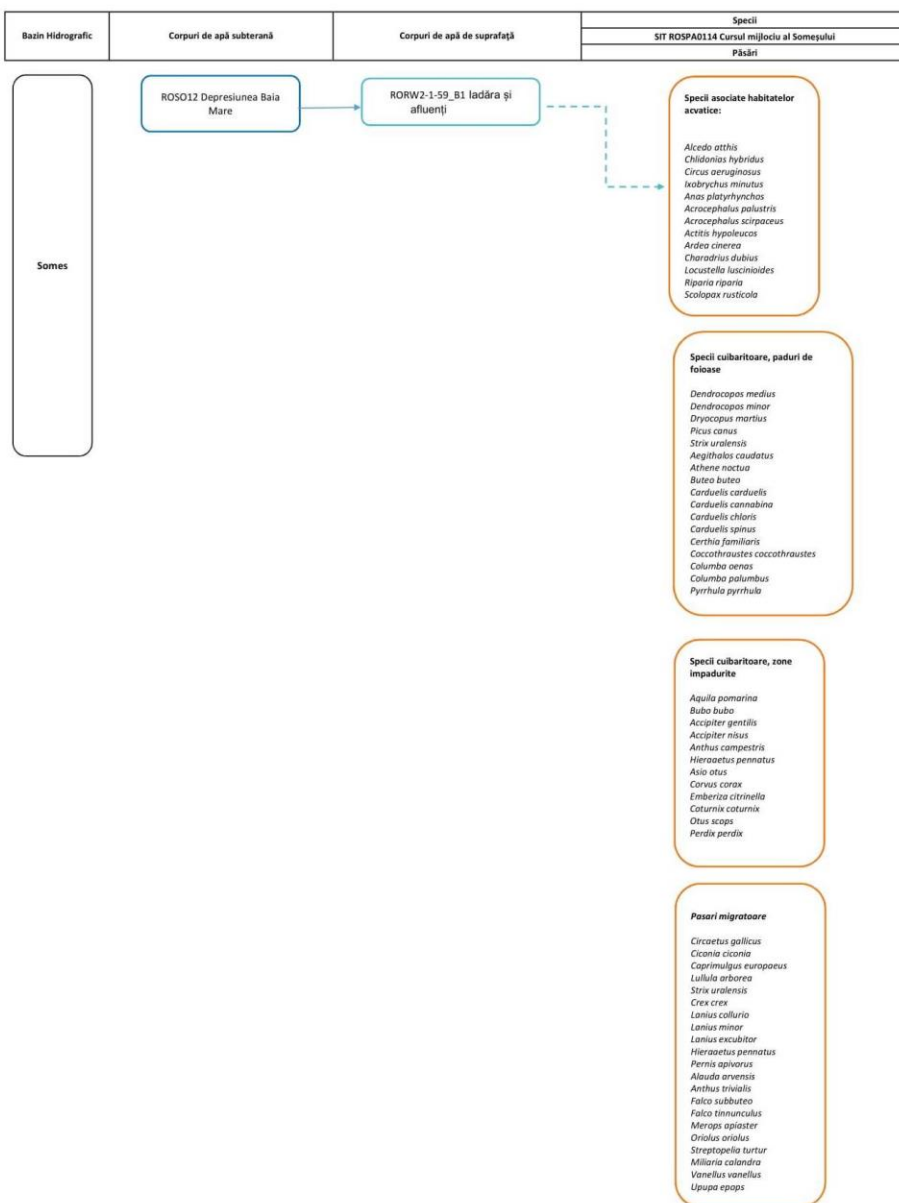 Bazin Hidrografic
Corpuri de apă subterană
Corpuri de apă de suprafață
Specii
SIT ROSPA0114 Cursul mijlociu al Someșului
Păsări
Somes
ROSO12 Depresiunea Baia
Mare
RORW2-1-59_B1 Iadăra și
afluenți
Specii asociate habitatelor
acvatice:
Alcedo atthis
Chlidonias hybridus
Circus aeruginosus
Ixobrychus minutus
Anas platyrhynchos
Acrocephalus palustris
Acrocephalus scirpaceus
Actitis hypoleucos
Ardea cinerea
Charadrius dubius
Locustella luscinioides
Riparia riparia
Scolopax rusticola
Specii cuibaritoare, paduri de
foioase
Dendrocopos medius
Dendrocopos minor
Dryocopus martius
Picus canus
Strix uralensis
Aegithalos caudatus
Athene noctua
Buteo buteo
Carduelis carduelis
Carduelis cannabina
Carduelis chloris
Carduelis spinus
Certhia familiaris
Coccothraustes coccothraustes
Columba oenas
Columba palumbus
Pyrrhula pyrrhula
Specii cuibaritoare, zone
impadurite
Aquila pomarina
Bubo bubo
Accipiter gentilis
Accipiter nisus
Anthus campestris
Hieraaetus pennatus
Asio otus
Corvus corax
Emberiza citrinella
Coturnix coturnix
Otus scops
Perdix perdix
Pasari migratoare
Circaetus gallicus
Ciconia ciconia
Caprimulgus europaeus
Lullula arborea
Strix uralensis
Crex crex
Lanius collurio
Lanius minor
Lanius excubitor
Hieraaetus pennatus
Pernis apivorus
Alauda arvensis
Anthus trivialis
Falco subbuteo
Falco tinnunculus
Merops apiaster
Oriolus oriolus
Streptopelia turtur
Miliaria calandra
Vanellus vanellus
Upupa epops